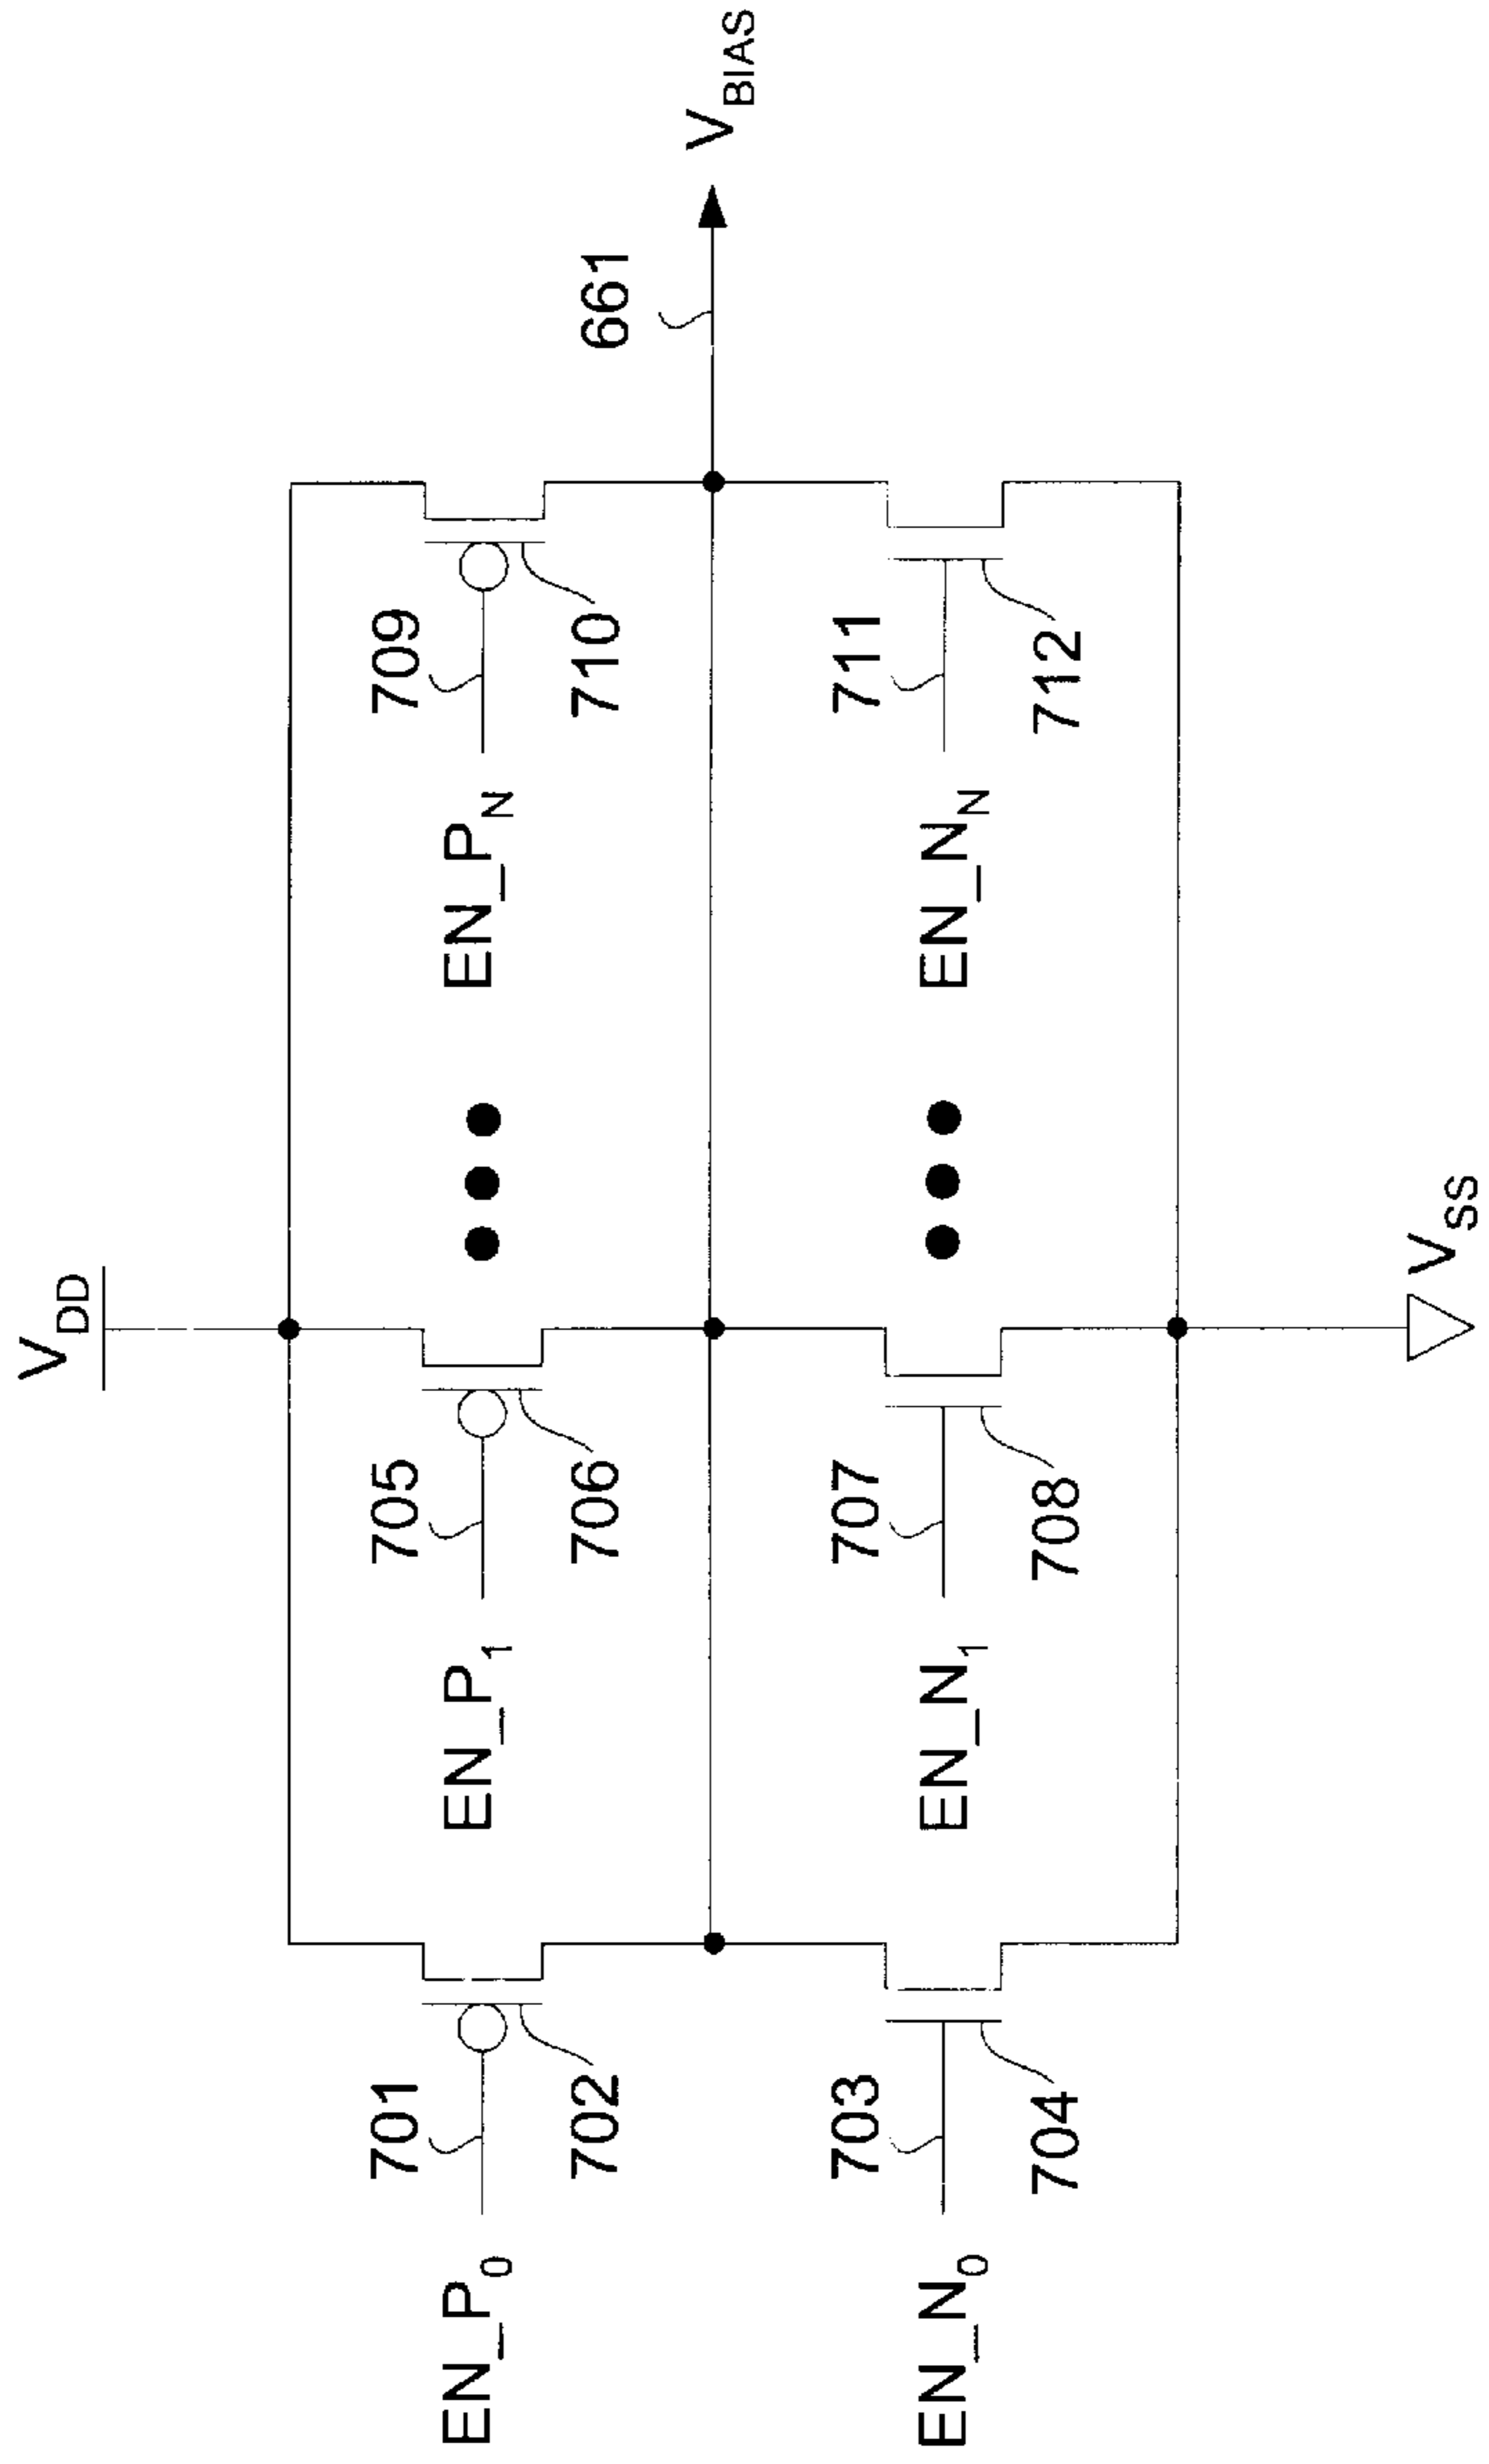 V_DD
701
705
709
EN_P_0
EN_P_1
EN_P_N
702
706
710
661
V_BIAS
703
707
711
EN_N_0
EN_N_1
EN_N_N
704
708
712
V_SS